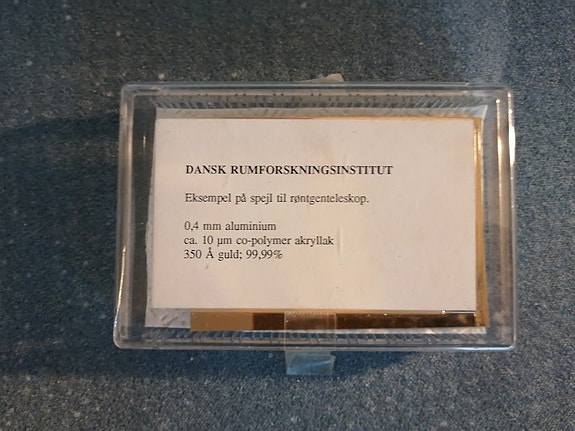 DANSK RUMFORSKNINGSINSTITUT
Eksempel på spejl til røntgenteleskop.
0,4 mm aluminium
ca. 10 µm co-polymer akryllak
350 Å guld; 99,99%